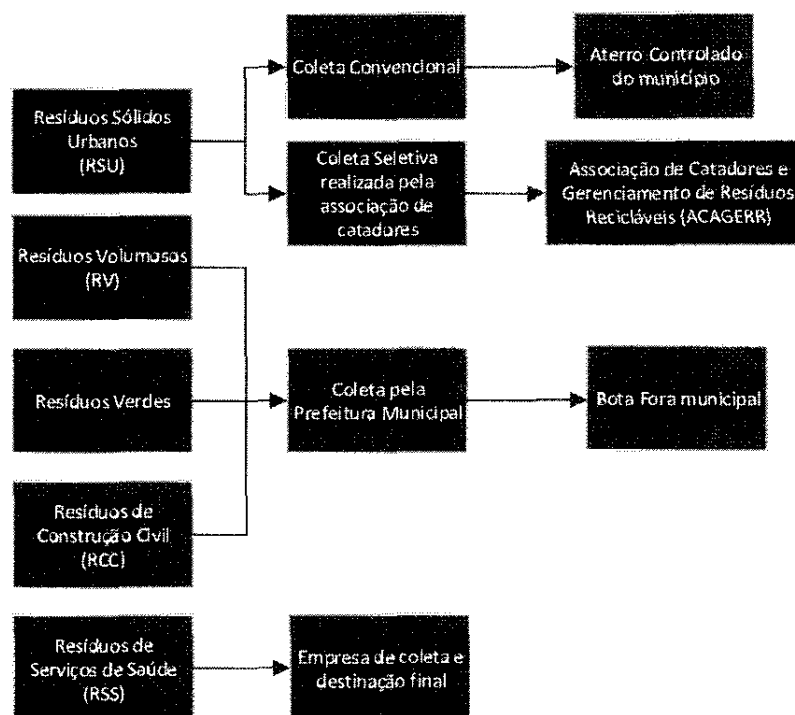 Coleta Convencional
Aterro Controlado
do município
Resíduos Sólidos
Urbanos
(RSU)
Coleta Seletiva
realizada pela
associação de
catadores
Associação de Catadores e
Gerenciamento de Resíduos
Recicláveis (ACAGERR)
Resíduos Volumosos
(RV)
Resíduos Verdes
Coleta pela
Prefeitura Municipal
Bota Fora municipal
Resíduos de
Construção Civil
(RCC)
Resíduos de
Serviços de Saúde
(RSS)
Empresa de coleta e
destinação final